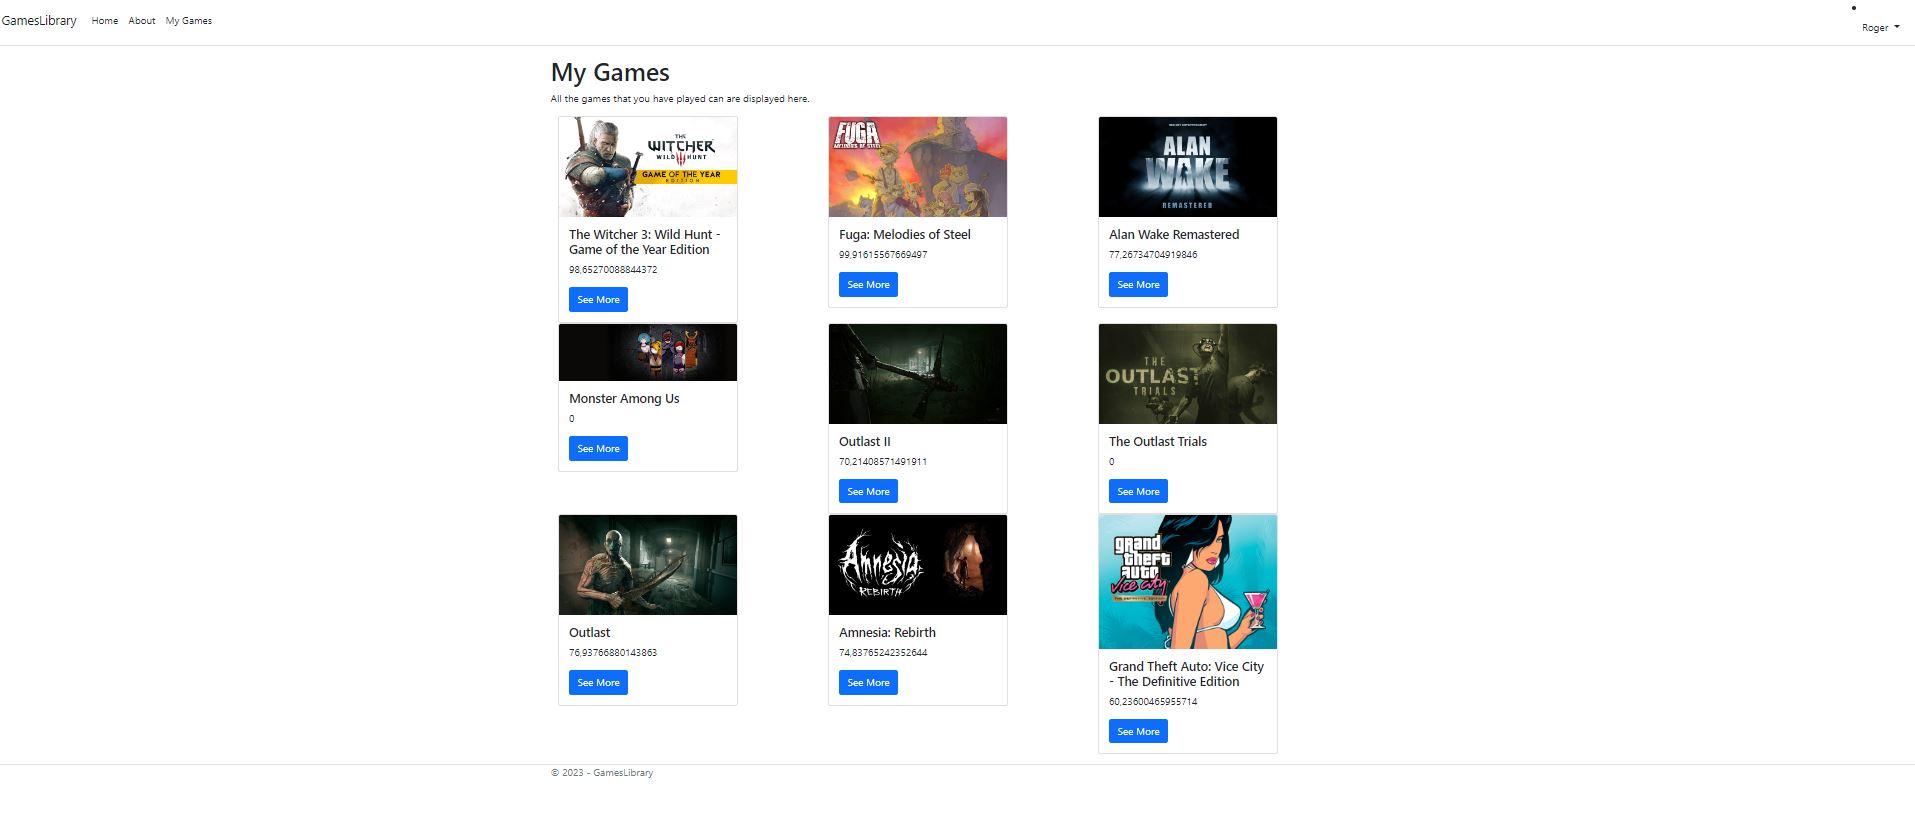 GamesLibrary Home About My Games
Roger
My Games
All the games that you have played can are displayed here.
THE
WITCHER
WILD HUNT
GAME OF THE YEAR
EDITION
FUGA
MELODIES OF STEEL
ALAN
WAKE
REMASTERED
The Witcher 3: Wild Hunt -
Game of the Year Edition
98,65270088844372
See More
Fuga: Melodies of Steel
99,91615567669497
See More
Alan Wake Remastered
77,26734704919846
See More
THE
OUTLAST
TRIALS
Monster Among Us
0
See More
Outlast II
70,21408571491911
See More
The Outlast Trials
0
See More
Amnesia
REBIRTH
grand
theft
auto
vice city
THE DEFINITIVE EDITION
Outlast
76,93766880143863
See More
Amnesia: Rebirth
74,83765242352644
See More
Grand Theft Auto: Vice City
- The Definitive Edition
60,23600465955714
See More
© 2023 - GamesLibrary